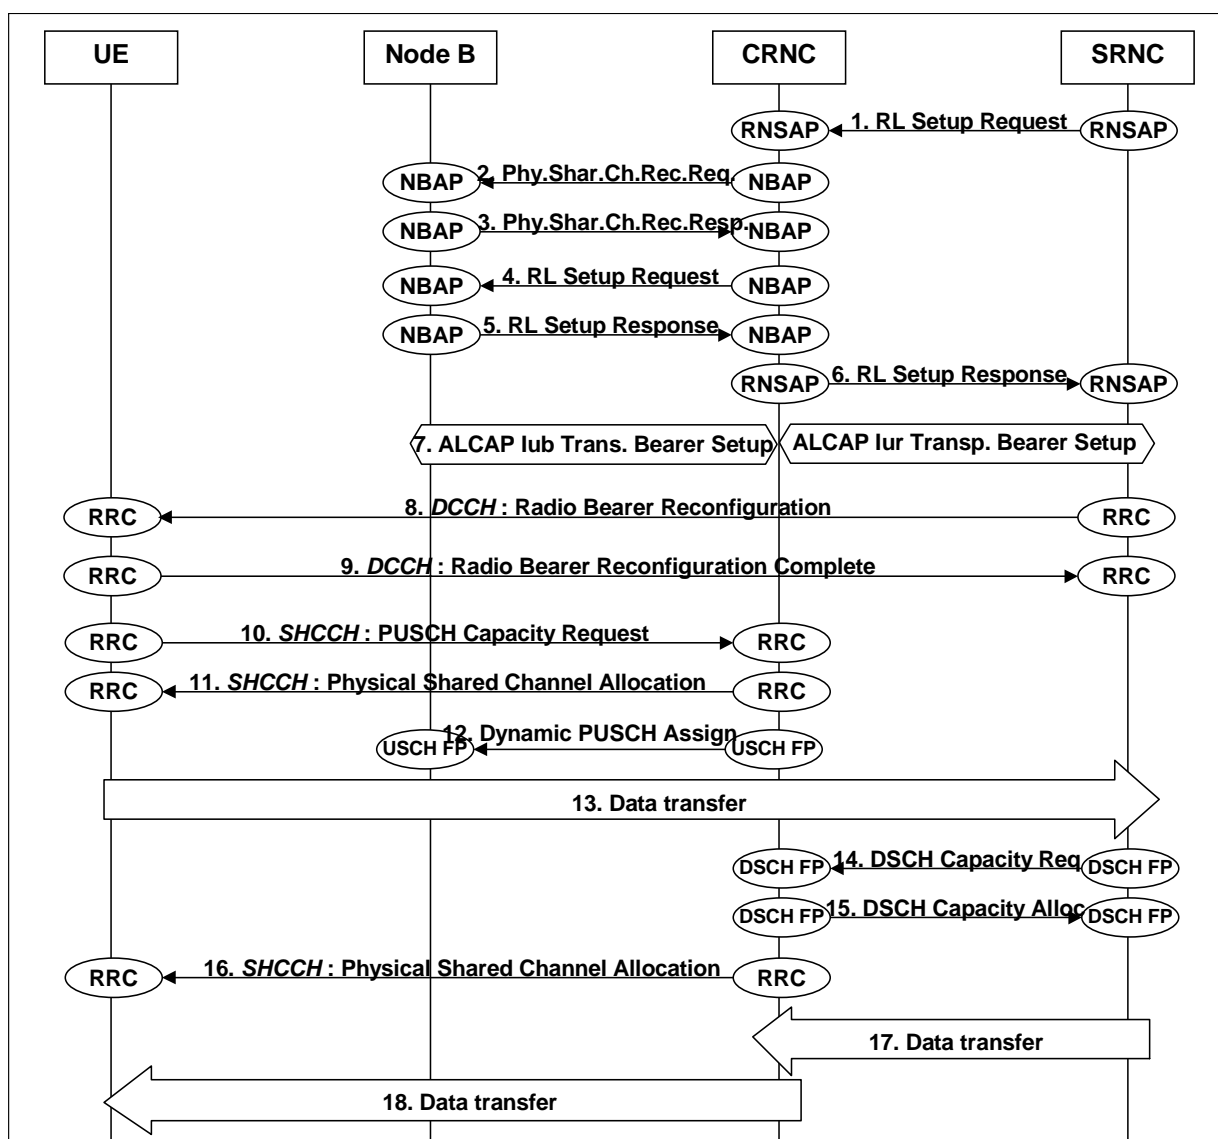 UE Node B CRNC SRNC
RNSAP 1. RL Setup Request RNSAP
NBAP 2. Phy.Shar.Ch.Rec.Req. NBAP
NBAP 3. Phy.Shar.Ch.Rec.Resp. NBAP
NBAP 4. RL Setup Request NBAP
NBAP 5. RL Setup Response NBAP
RNSAP 6. RL Setup Response RNSAP
7. ALCAP Iub Trans. Bearer Setup ALCAP Iur Transp. Bearer Setup
RRC 8. DCCH : Radio Bearer Reconfiguration RRC
RRC 9. DCCH : Radio Bearer Reconfiguration Complete RRC
RRC 10. SHCCH : PUSCH Capacity Request RRC
RRC 11. SHCCH : Physical Shared Channel Allocation RRC
USCH FP 12. Dynamic PUSCH Assign USCH FP
13. Data transfer
DSCH FP 14. DSCH Capacity Req DSCH FP
DSCH FP 15. DSCH Capacity Alloc DSCH FP
RRC 16. SHCCH : Physical Shared Channel Allocation RRC
17. Data transfer
18. Data transfer